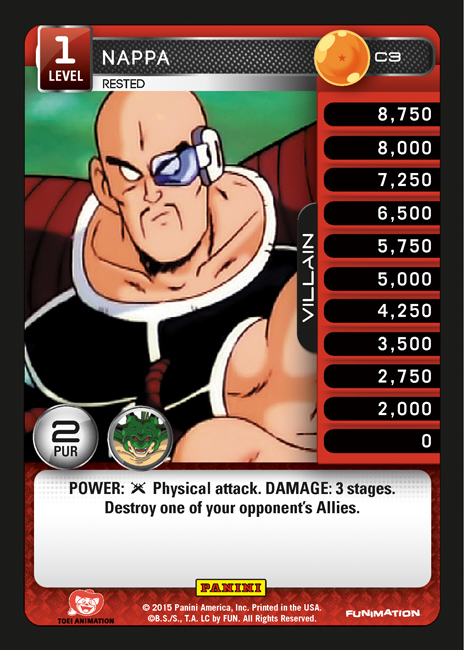 1
LEVEL
NAPPA
C3
RESTED
8,750
8,000
7,250
6,500
5,750
5,000
4,250
3,500
2,750
2,000
0
VILLAIN
2
PUR
POWER: Physical attack. DAMAGE: 3 stages.
Destroy one of your opponent's Allies.
PANINI
TOEI ANIMATION
© 2015 Panini America, Inc. Printed in the USA.
©B.S./S., T.A. LC by FUN. All Rights Reserved.
FUNIMATION